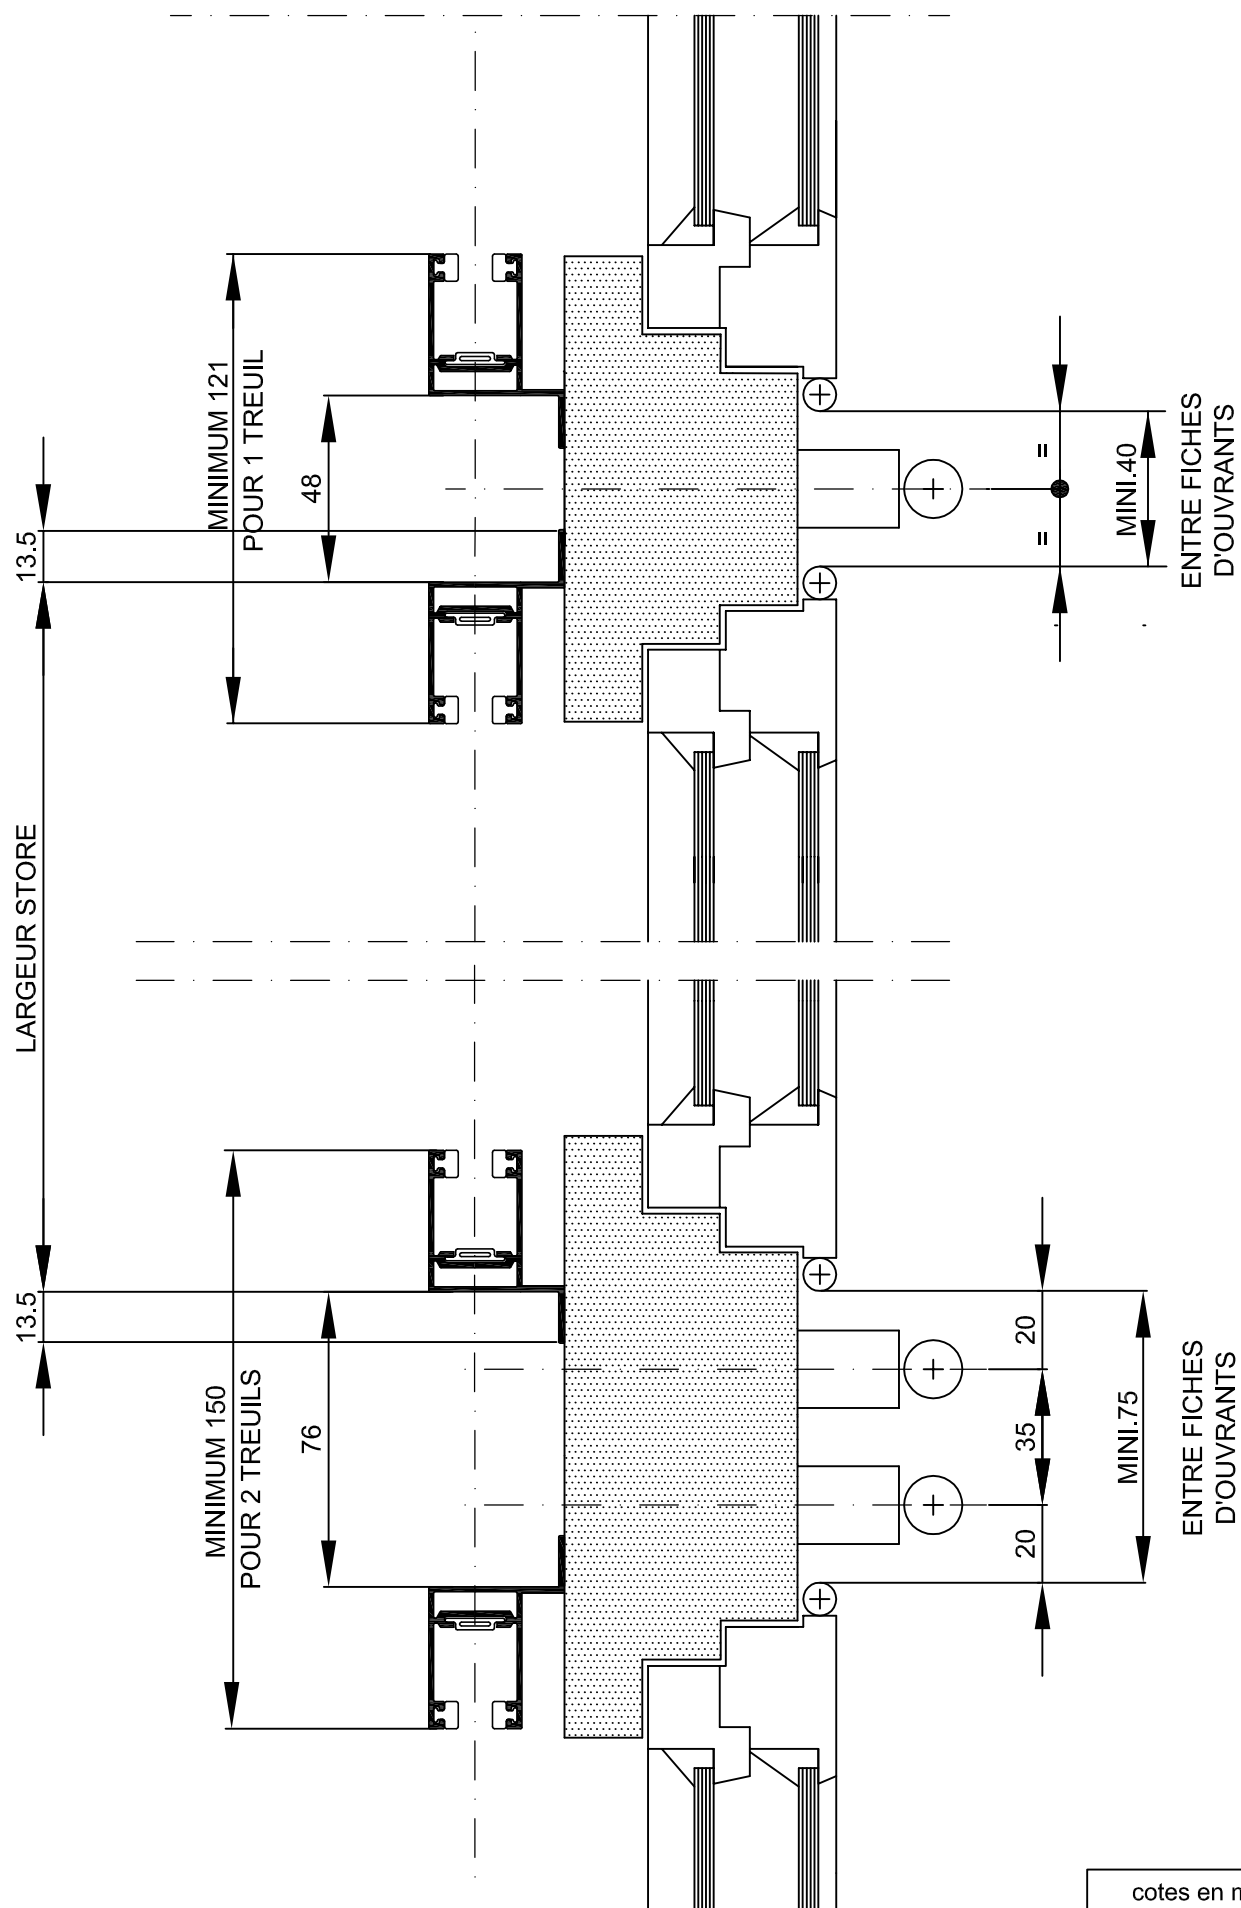 MINIMUM 121
POUR 1 TREUIL
48
13.5
LARGEUR STORE
13.5
MINIMUM 150
POUR 2 TREUILS
76
=
=
MINI.40
ENTRE FICHES
D'OUVRANTS
20
35
20
MINI.75
ENTRE FICHES
D'OUVRANTS
cotes en m